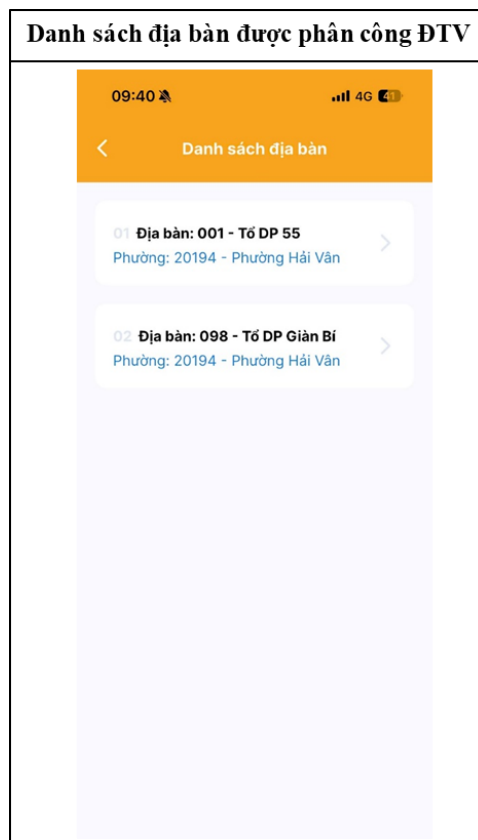 Danh sách địa bàn được phân công ĐTV
09:40
4G 41
Danh sách địa bàn
01 Địa bàn: 001 - Tổ DP 55
Phường: 20194 - Phường Hải Vân
02 Địa bàn: 098 - Tổ DP Giàn Bí
Phường: 20194 - Phường Hải Vân